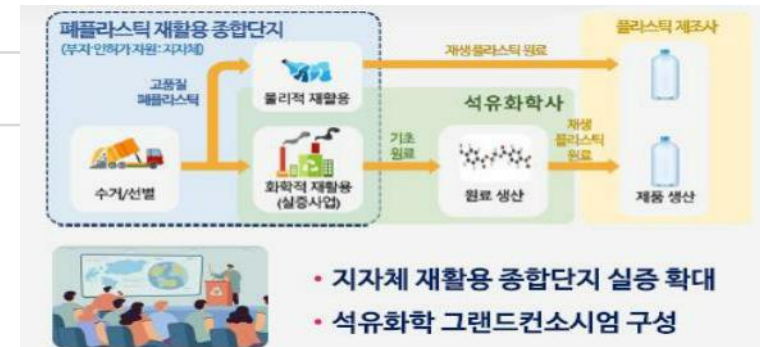 폐플라스틱 재활용 종합단지
(부지·인허가 지원: 지자체)
플라스틱 제조사
재생플라스틱 원료
고품질
폐플라스틱
물리적 재활용
석유화학사
기초
원료
재생
플라스틱
원료
수거/선별
화학적 재활용
(실증사업)
원료 생산
제품 생산
• 지자체 재활용 종합단지 실증 확대
• 석유화학 그랜드컨소시엄 구성